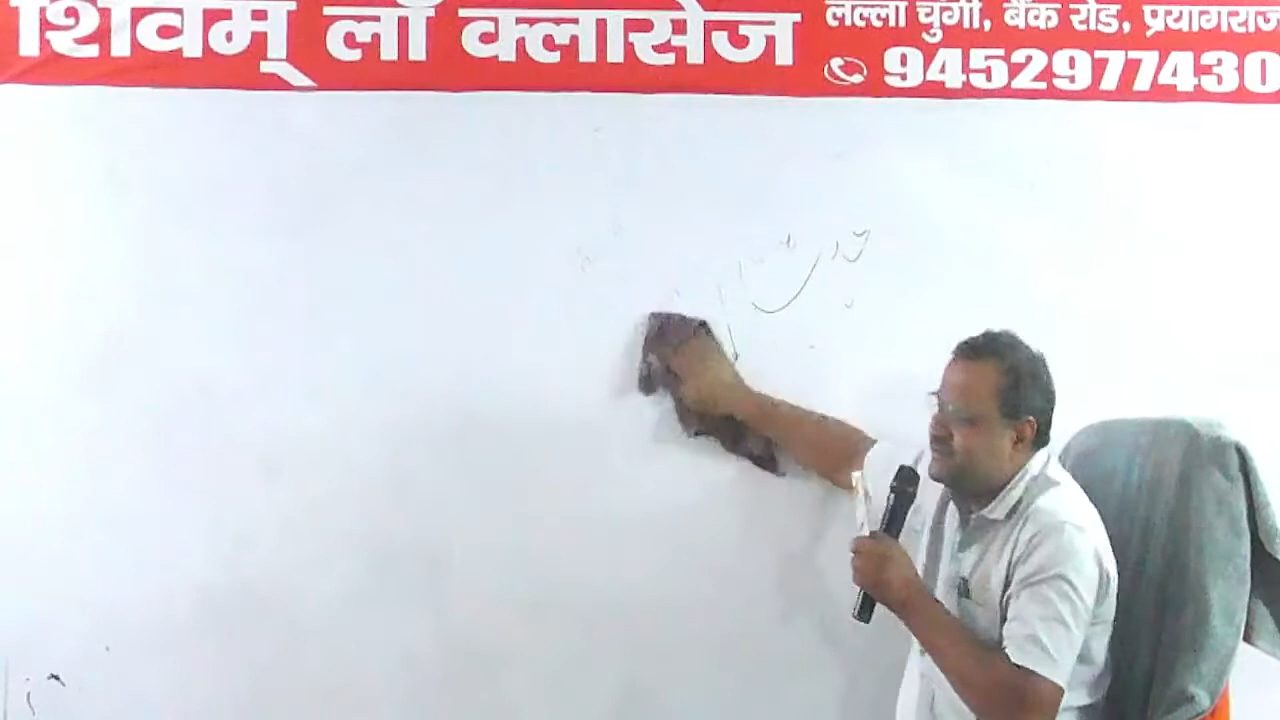 शिवम् लॉ क्लासेज
लल्ला चुंगी, बैंक रोड, प्रयागराज
9452977430